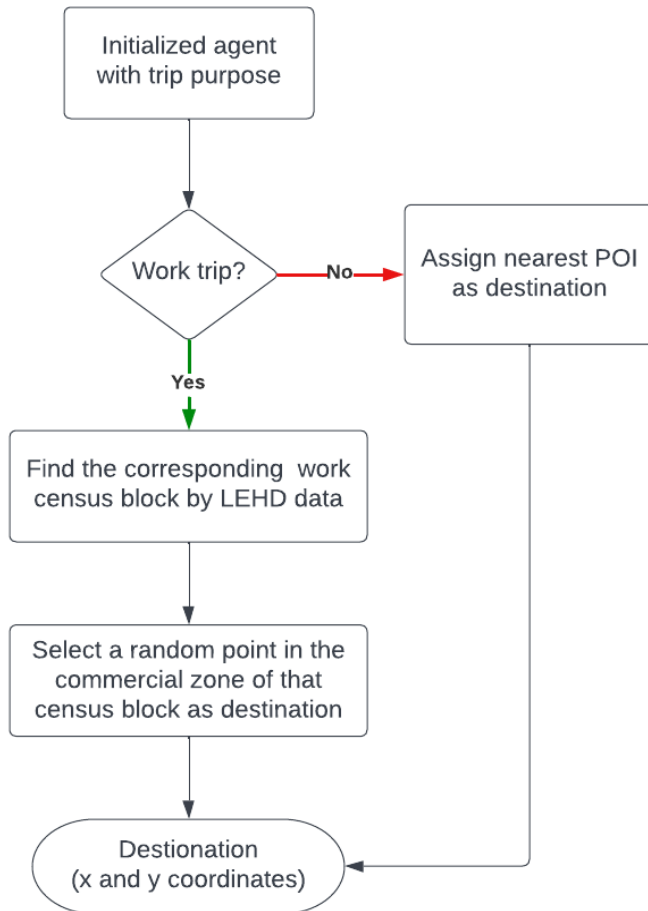 Initialized agent
with trip purpose
Work trip?
No
Assign nearest POI
as destination
Yes
Find the corresponding  work
census block by LEHD data
Select a random point in the
commercial zone of that
census block as destination
Destionation
(x and y coordinates)